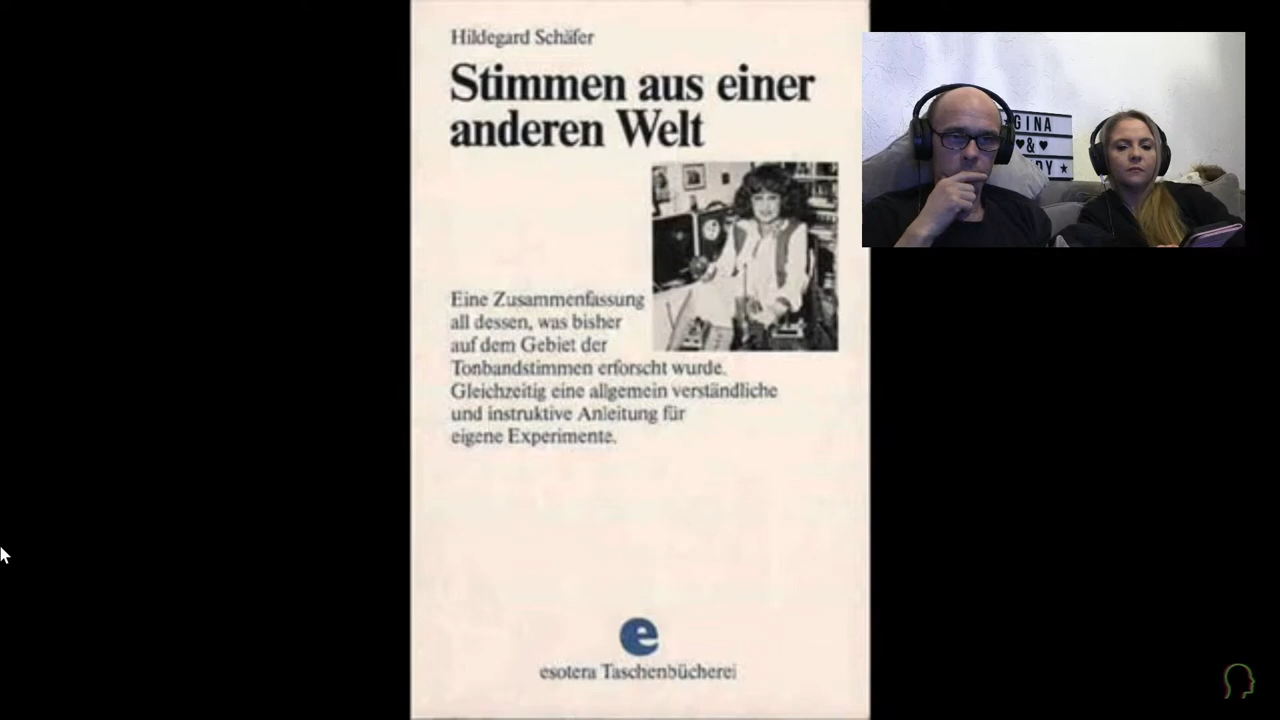 Hildegard Schäfer
Stimmen aus einer
anderen Welt
Eine Zusammenfassung
all dessen, was bisher
auf dem Gebiet der
Tonbandstimmen erforscht wurde.
Gleichzeitig eine allgemein verständliche
und instruktive Anleitung für
eigene Experimente.
e
esotera Taschenbücherei
GINA
♥&♥